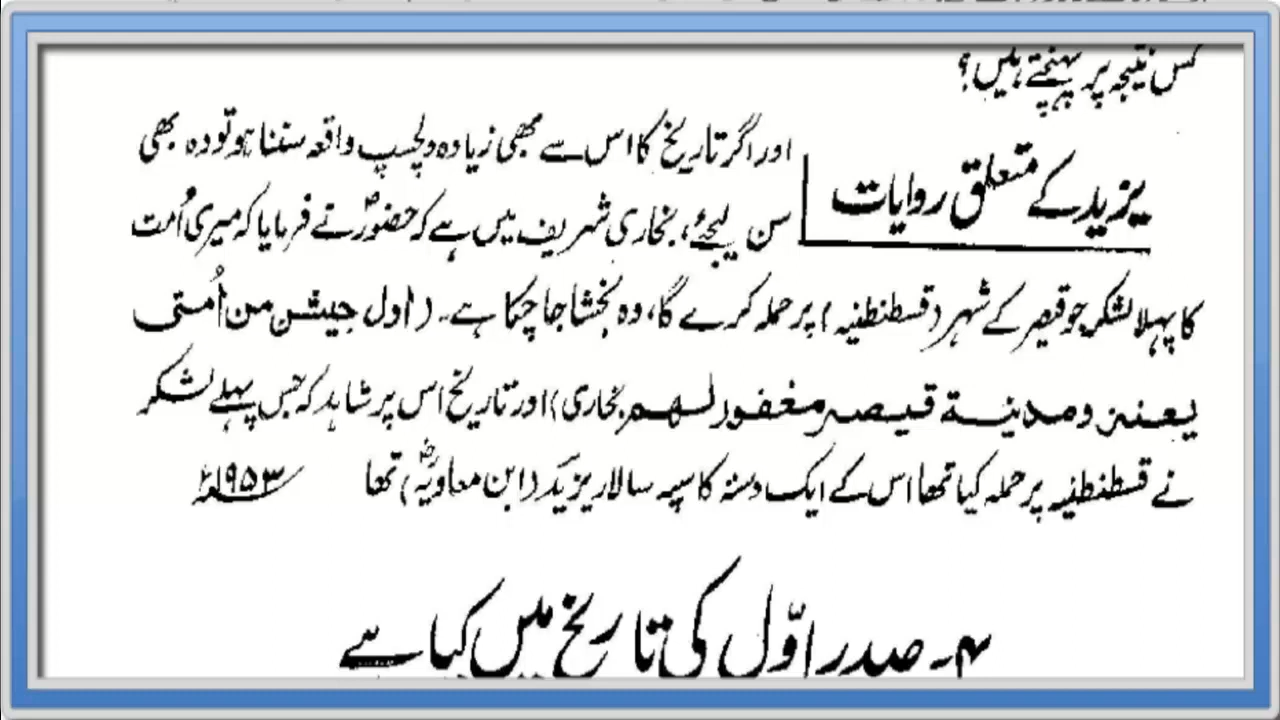 کس نتیجہ پر پہنچتے ہیں؟
یزید کے متعلق روایات
اور اگر تاریخ کا اس سے بھی زیادہ دلچسپ واقعہ سننا ہو تو وہ بھی
سن لیجئے، بخاری شریف میں ہے کہ حضورؐ نے فرمایا کہ میری اُمت
کا پہلا لشکر جو قیصر کے شہر (قسطنطنیہ) پر حملہ کرے گا، وہ بخشا جا چکا ہے۔ (اول جیشن من اُمتی
یعنزو مدینۃ قیصر مغفور لہم بخاری) اور تاریخ اس پر شاہد کہ جس پہلے لشکر
نے قسطنطنیہ پر حملہ کیا تھا اس کے ایک دستہ کا سپہ سالار یزید (ابن معاویہؓ) تھا ۱۹۵۳ء
۴۔ صدر اوّل کی تاریخ میں کیا ہے